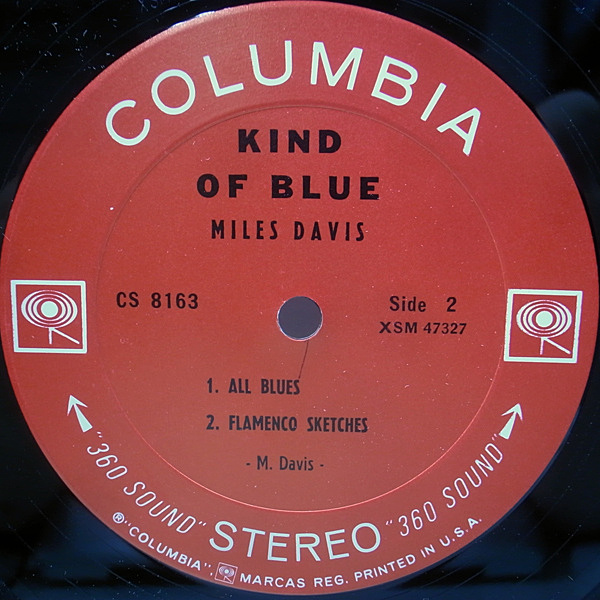 COLUMBIA
KIND
OF BLUE
MILES DAVIS
CS 8163
Side 2
XSM 47327
1. ALL BLUES
2. FLAMENCO SKETCHES
- M. Davis -
"360 SOUND" STEREO "360 SOUND"
® "COLUMBIA", MARCAS REG. PRINTED IN U.S.A.